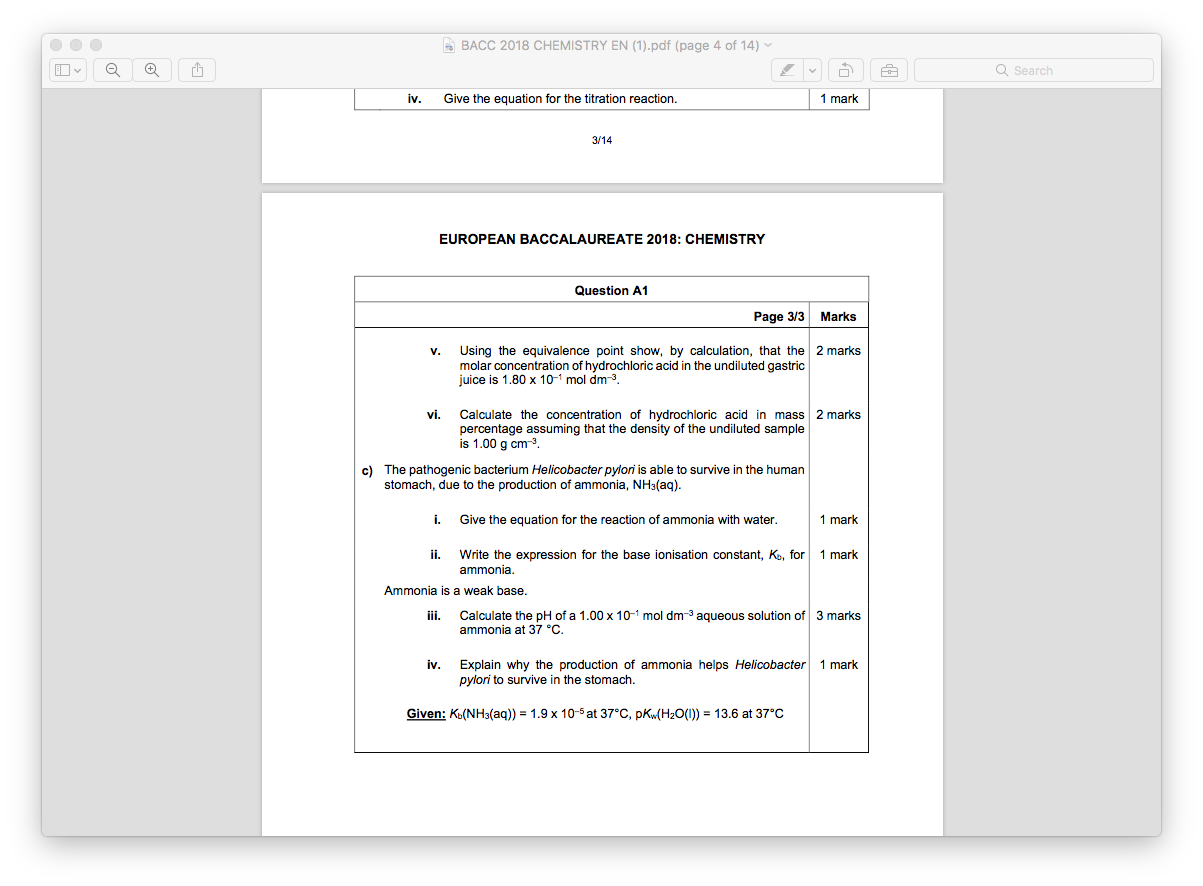 BACC 2018 CHEMISTRY EN (1).pdf (page 4 of 14)
Search
iv. Give the equation for the titration reaction. 1 mark
3/14
EUROPEAN BACCALAUREATE 2018: CHEMISTRY
Question A1
Page 3/3 Marks
v. Using the equivalence point show, by calculation, that the 2 marks
molar concentration of hydrochloric acid in the undiluted gastric
juice is 1.80 x 10⁻¹ mol dm⁻³.
vi. Calculate the concentration of hydrochloric acid in mass 2 marks
percentage assuming that the density of the undiluted sample
is 1.00 g cm⁻³.
c) The pathogenic bacterium Helicobacter pylori is able to survive in the human
stomach, due to the production of ammonia, NH₃(aq).
i. Give the equation for the reaction of ammonia with water. 1 mark
ii. Write the expression for the base ionisation constant, K_b, for 1 mark
ammonia.
Ammonia is a weak base.
iii. Calculate the pH of a 1.00 x 10⁻¹ mol dm⁻³ aqueous solution of 3 marks
ammonia at 37 °C.
iv. Explain why the production of ammonia helps Helicobacter 1 mark
pylori to survive in the stomach.
Given: K_b(NH₃(aq)) = 1.9 x 10⁻⁵ at 37°C, pK_w(H₂O(l)) = 13.6 at 37°C